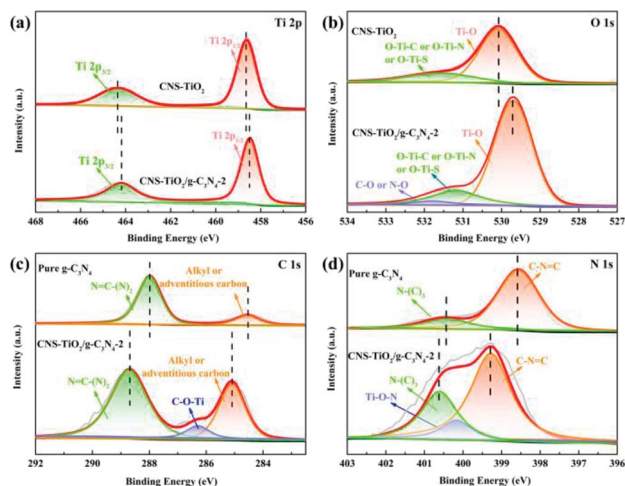 (a)
Ti 2p
Ti 2p1/2
Ti 2p3/2
CNS-TiO2
Ti 2p1/2
Ti 2p3/2
CNS-TiO2/g-C3N4-2
Intensity (a.u.)
468 466 464 462 460 458 456
Binding Energy (eV)
(b)
O 1s
CNS-TiO2
Ti-O
O-Ti-C or O-Ti-N
or O-Ti-S
CNS-TiO2/g-C3N4-2
Ti-O
O-Ti-C or O-Ti-N
or O-Ti-S
C-O or N-O
Intensity (a.u.)
534 533 532 531 530 529 528 527
Binding Energy (eV)
(c)
C 1s
Pure g-C3N4
N=C-(N)2
Alkyl or
adventitious carbon
CNS-TiO2/g-C3N4-2
N=C-(N)2
Alkyl or
adventitious carbon
C-O-Ti
Intensity (a.u.)
292 290 288 286 284
Binding Energy (eV)
(d)
N 1s
Pure g-C3N4
C-N=C
N-(C)3
CNS-TiO2/g-C3N4-2
C-N=C
N-(C)3
Ti-O-N
Intensity (a.u.)
403 402 401 400 399 398 397 396
Binding Energy (eV)